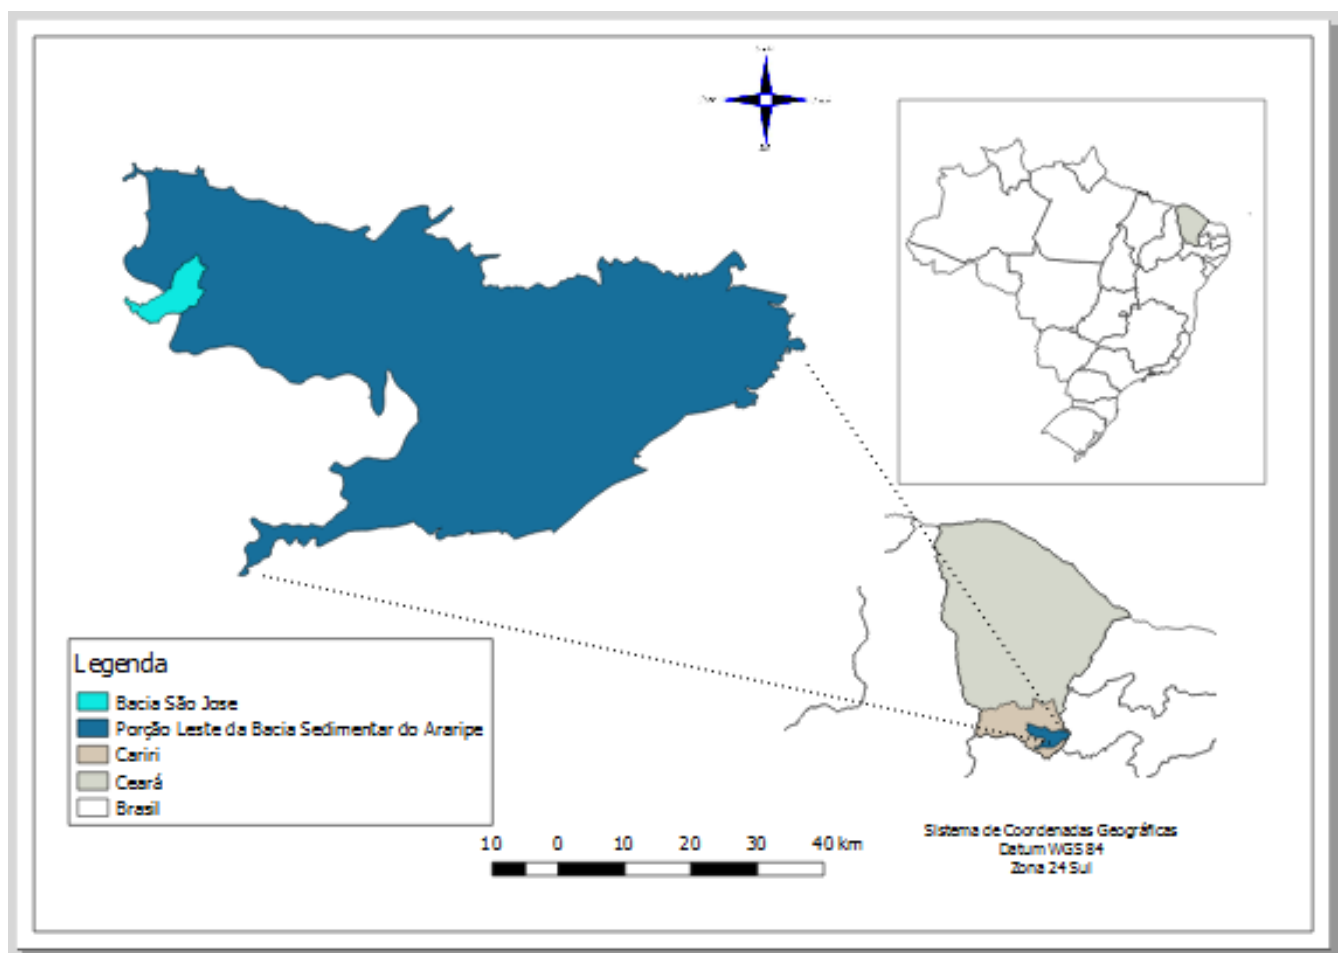 Legenda
Bacia São Jose
Porção Leste da Bacia Sedimentar do Araripe
Cariri
Ceará
Brasil
10 0 10 20 30 40 km
Sistema de Coordenadas Geográficas
Datum WGS 84
Zona 24 Sul